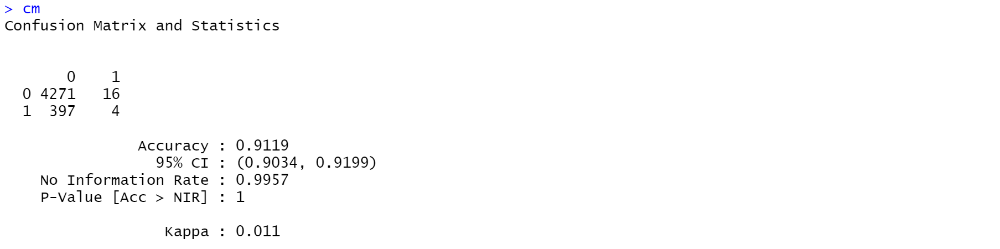 > cm
Confusion Matrix and Statistics
0 1
0 4271 16
1 397 4
Accuracy : 0.9119
95% CI : (0.9034, 0.9199)
No Information Rate : 0.9957
P-Value [Acc > NIR] : 1
Kappa : 0.011